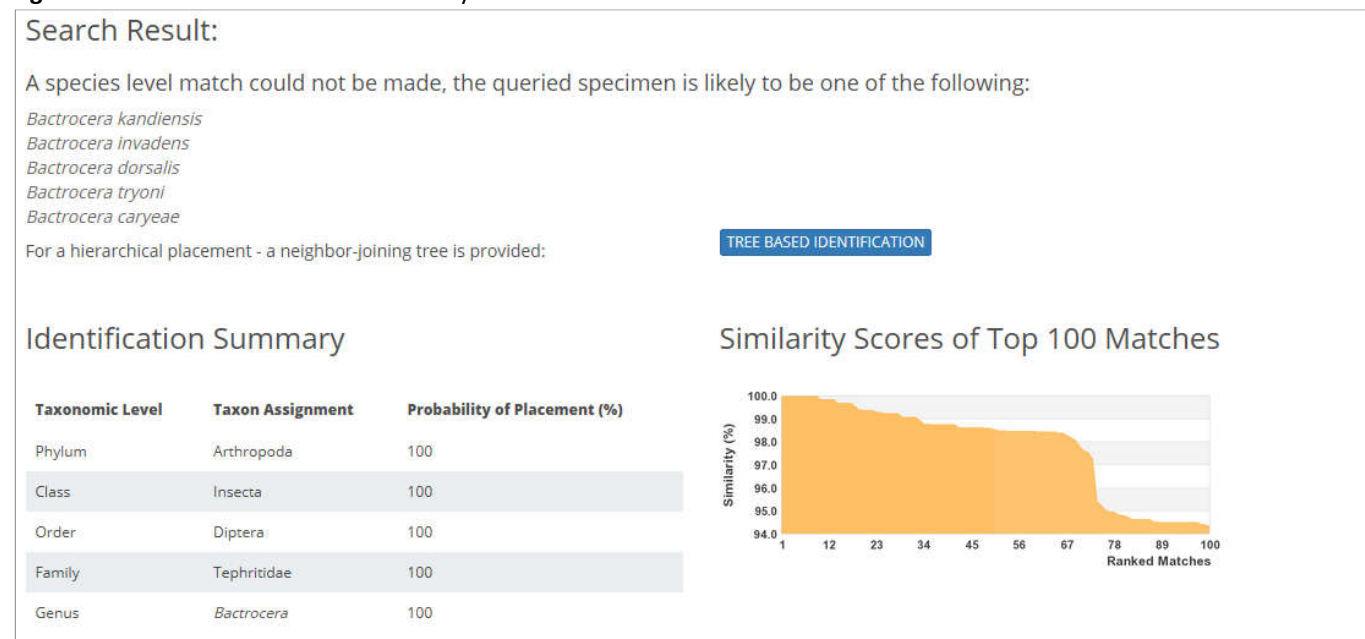 Search Result:
A species level match could not be made, the queried specimen is likely to be one of the following:
Bactrocera kandiensis
Bactrocera invadens
Bactrocera dorsalis
Bactrocera tryoni
Bactrocera caryeae
For a hierarchical placement - a neighbor-joining tree is provided:
TREE BASED IDENTIFICATION
Identification Summary
Taxonomic Level Taxon Assignment Probability of Placement (%)
Phylum Arthropoda 100
Class Insecta 100
Order Diptera 100
Family Tephritidae 100
Genus Bactrocera 100
Similarity Scores of Top 100 Matches
Similarity (%)
100.0
99.0
98.0
97.0
96.0
95.0
94.0
1 12 23 34 45 56 67 78 89 100
Ranked Matches